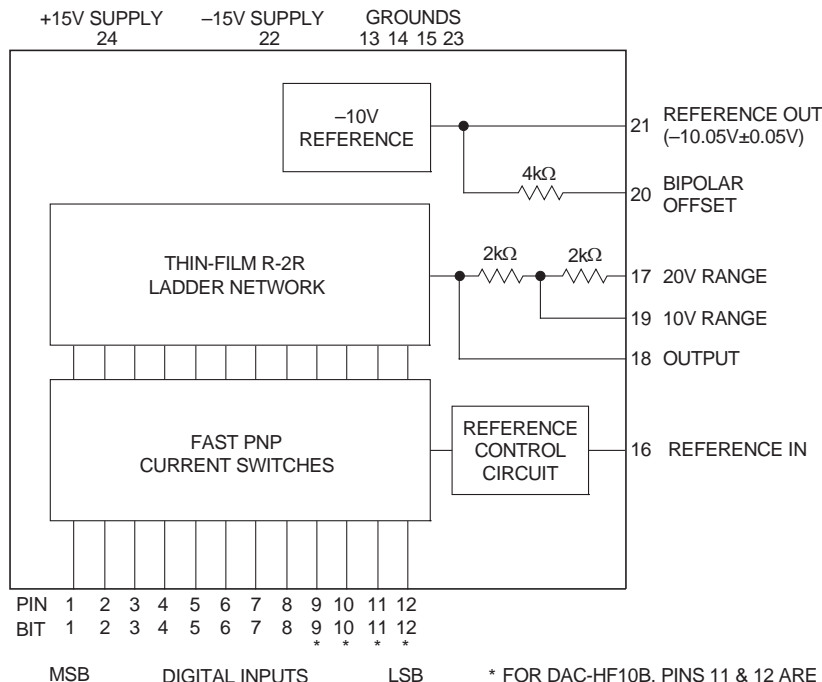 +15V SUPPLY –15V SUPPLY GROUNDS
24 22 13 14 15 23
–10V
REFERENCE
21 REFERENCE OUT
(–10.05V±0.05V)
4kΩ
20 BIPOLAR
OFFSET
THIN-FILM R-2R
LADDER NETWORK
2kΩ 2kΩ
17 20V RANGE
19 10V RANGE
18 OUTPUT
FAST PNP
CURRENT SWITCHES
REFERENCE
CONTROL
CIRCUIT
16 REFERENCE IN
PIN 1 2 3 4 5 6 7 8 9 10 11 12
BIT 1 2 3 4 5 6 7 8 9 10 11 12
* * * *
MSB DIGITAL INPUTS LSB * FOR DAC-HF10B, PINS 11 & 12 ARE